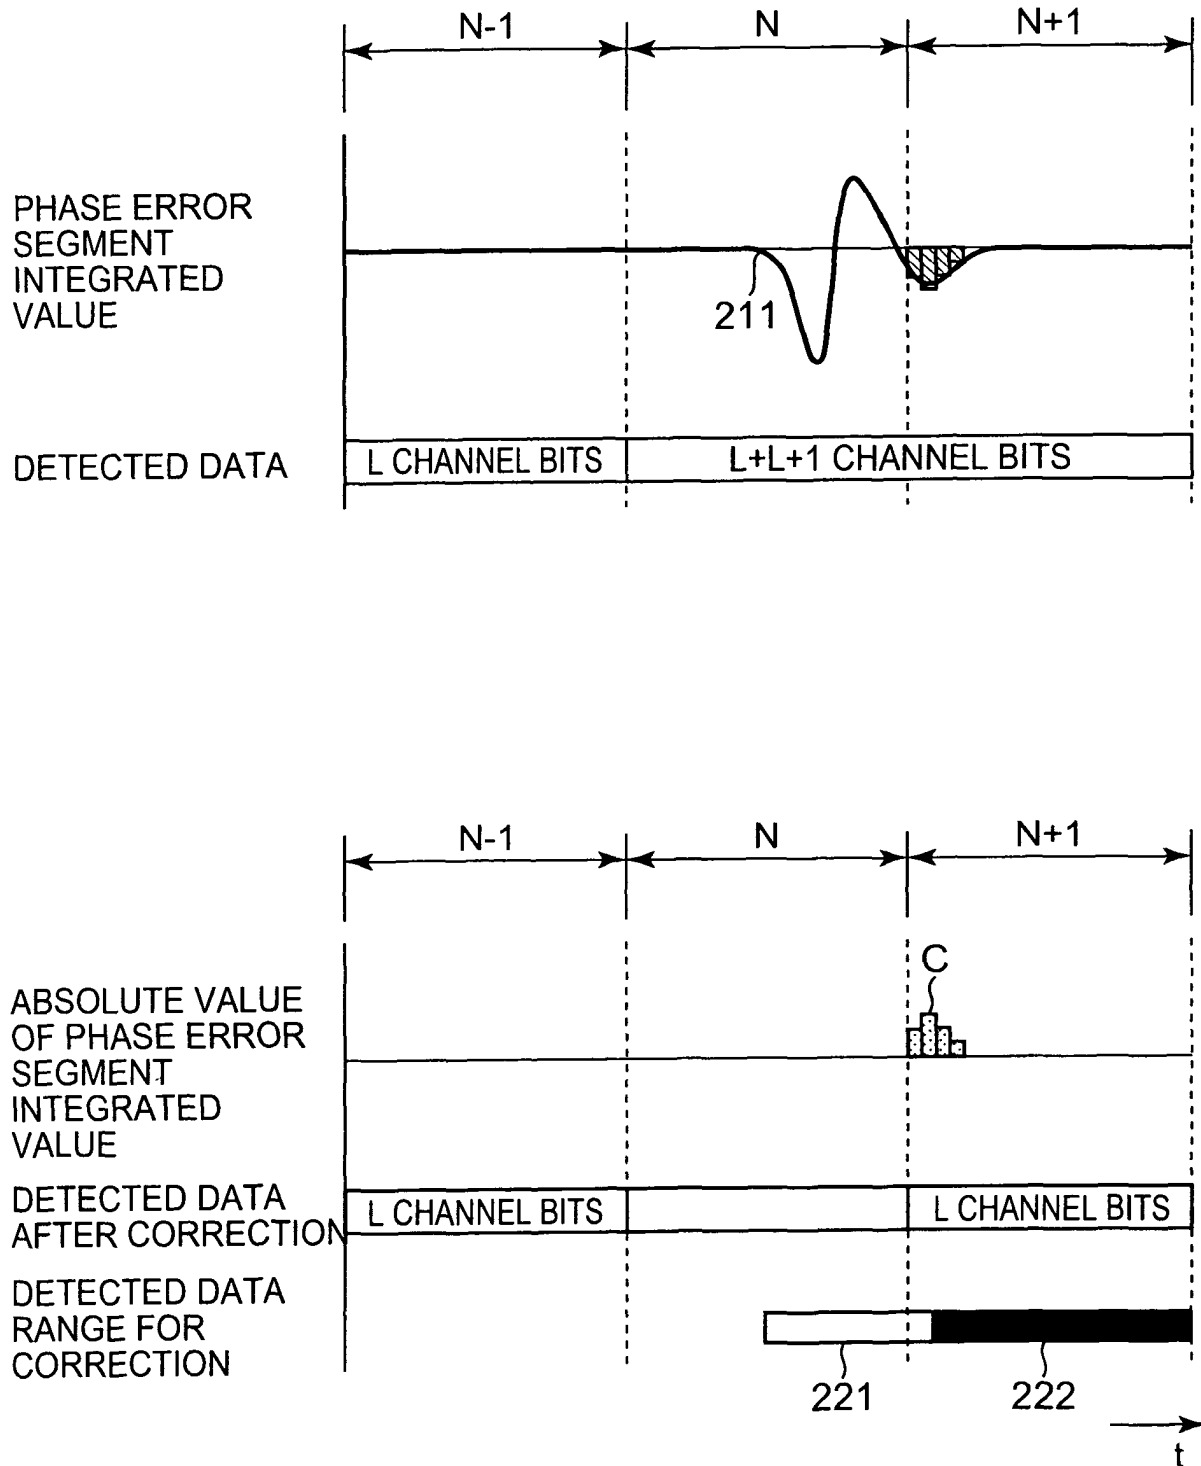 N-1 N N+1
PHASE ERROR
SEGMENT
INTEGRATED
VALUE
211
DETECTED DATA
L CHANNEL BITS
L+L+1 CHANNEL BITS
N-1 N N+1
C
ABSOLUTE VALUE
OF PHASE ERROR
SEGMENT
INTEGRATED
VALUE
DETECTED DATA
AFTER CORRECTION
L CHANNEL BITS
L CHANNEL BITS
DETECTED DATA
RANGE FOR
CORRECTION
221 222
t